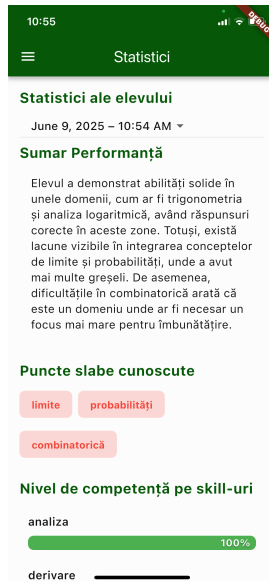 10:55
DEBUG
Statistici
Statistici ale elevului
June 9, 2025 – 10:54 AM
Sumar Performanță
Elevul a demonstrat abilități solide în
unele domenii, cum ar fi trigonometria
și analiza logaritmică, având răspunsuri
corecte în aceste zone. Totuși, există
lacune vizibile în integrarea conceptelor
de limite și probabilități, unde a avut
mai multe greșeli. De asemenea,
dificultățile în combinatorică arată că
este un domeniu unde ar fi necesar un
focus mai mare pentru îmbunătățire.
Puncte slabe cunoscute
limite probabilități
combinatorică
Nivel de competență pe skill-uri
analiza
100%
derivare